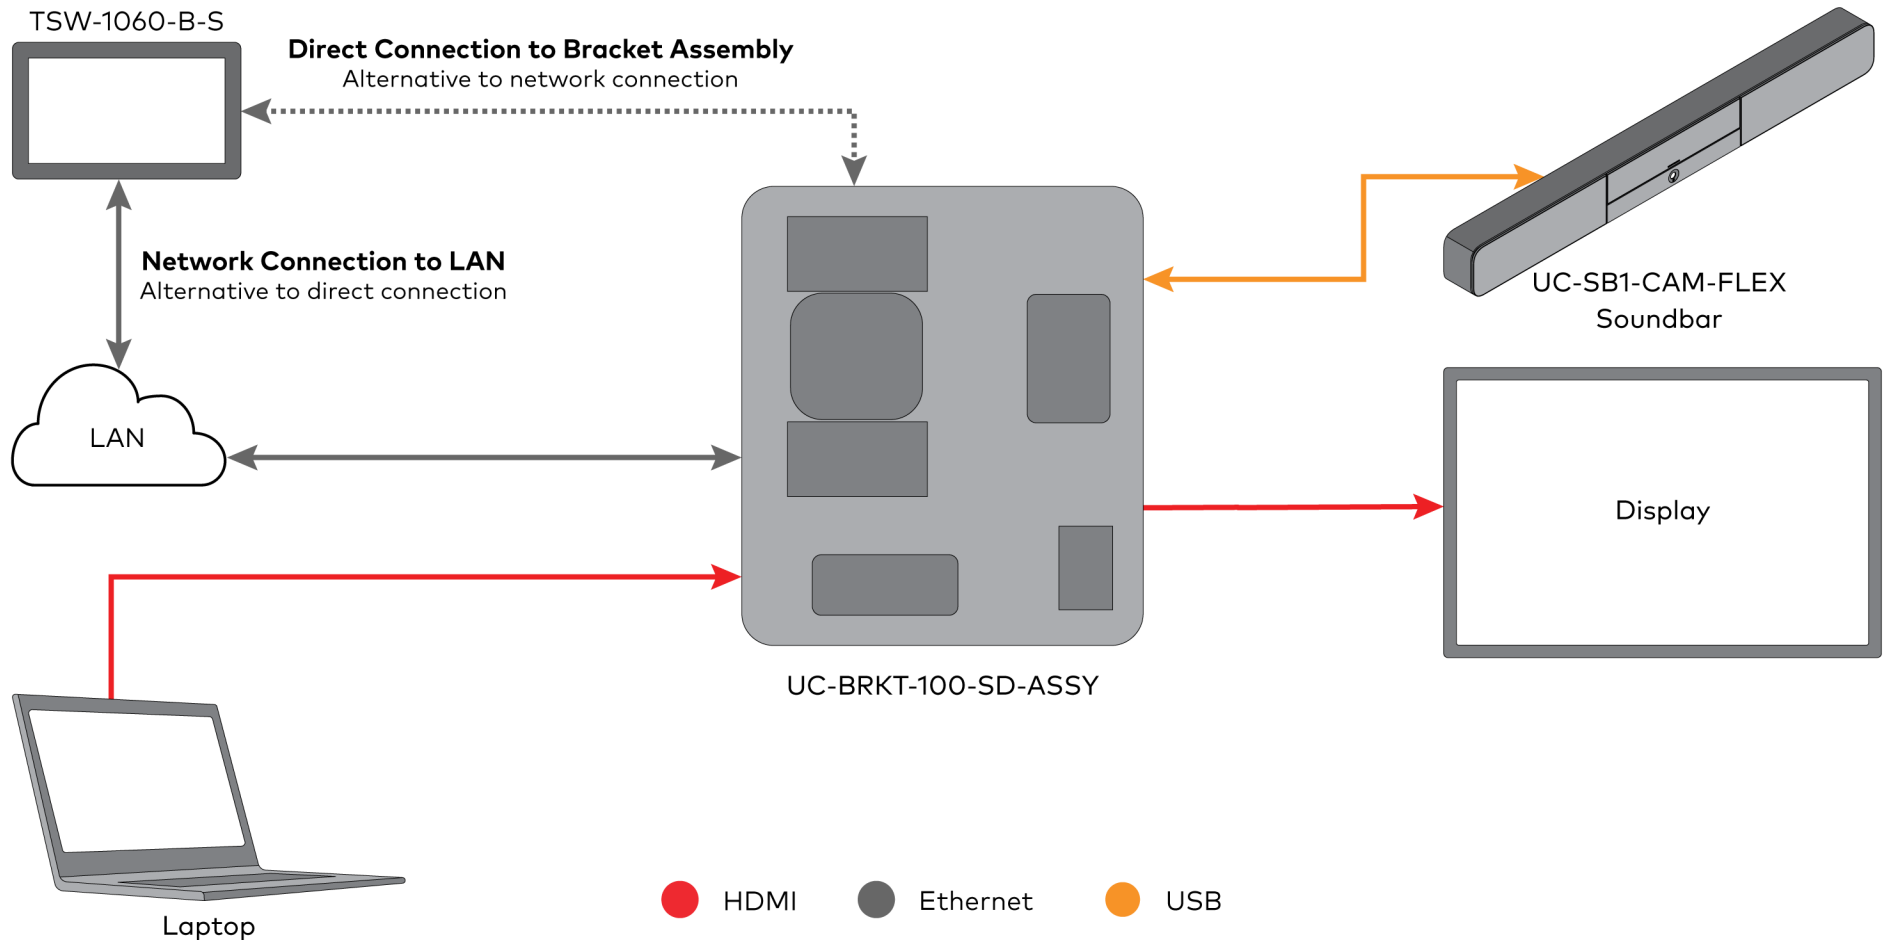 TSW-1060-B-S
Direct Connection to Bracket Assembly
Alternative to network connection
Network Connection to LAN
Alternative to direct connection
LAN
UC-SB1-CAM-FLEX
Soundbar
Display
UC-BRKT-100-SD-ASSY
Laptop
HDMI
Ethernet
USB